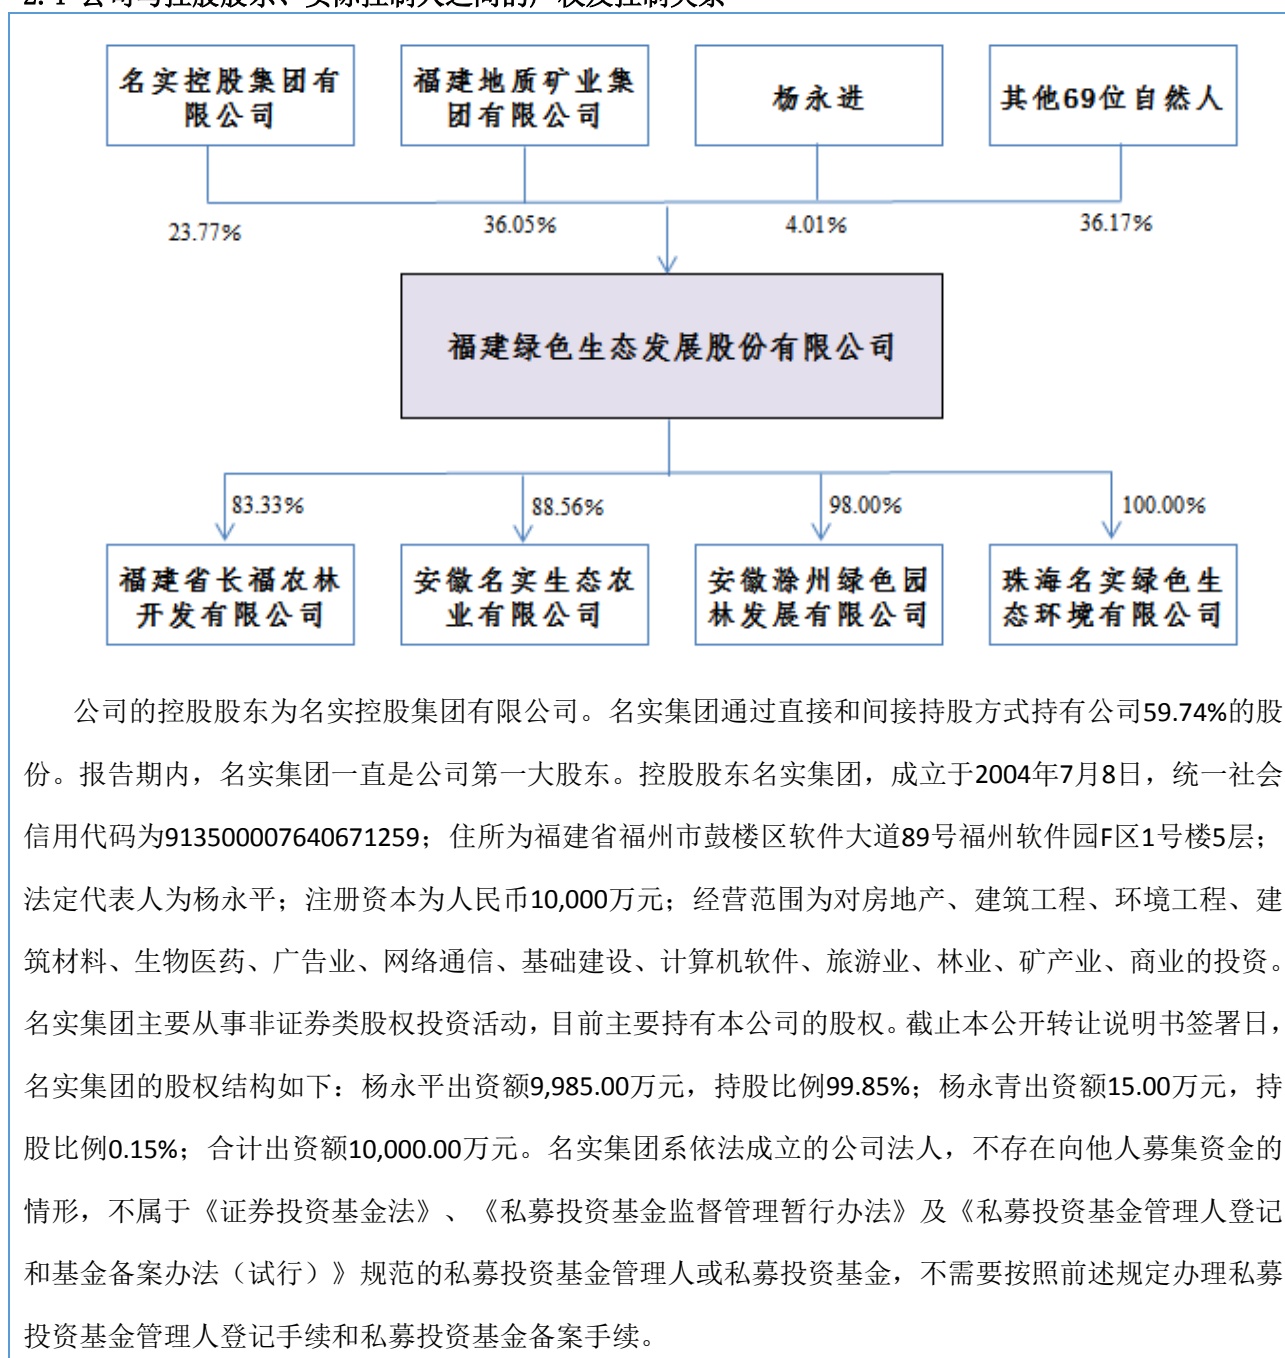 2.4 公司与控股股东、实际控制人之间的产权及控制关系
名实控股集团有
限公司
福建地质矿业集
团有限公司
杨永进
其他69位自然人
23.77%
36.05%
4.01%
36.17%
福建绿色生态发展股份有限公司
83.33%
88.56%
98.00%
100.00%
福建省长福农林
开发有限公司
安徽名实生态农
业有限公司
安徽滁州绿色园
林发展有限公司
珠海名实绿色生
态环境有限公司
公司的控股股东为名实控股集团有限公司。名实集团通过直接和间接持股方式持有公司59.74%的股
份。报告期内，名实集团一直是公司第一大股东。控股股东名实集团，成立于2004年7月8日，统一社会
信用代码为913500007640671259；住所为福建省福州市鼓楼区软件大道89号福州软件园F区1号楼5层；
法定代表人为杨永平；注册资本为人民币10,000万元；经营范围为对房地产、建筑工程、环境工程、建
筑材料、生物医药、广告业、网络通信、基础建设、计算机软件、旅游业、林业、矿产业、商业的投资。
名实集团主要从事非证券类股权投资活动，目前主要持有本公司的股权。截止本公开转让说明书签署日，
名实集团的股权结构如下：杨永平出资额9,985.00万元，持股比例99.85%；杨永青出资额15.00万元，持
股比例0.15%；合计出资额10,000.00万元。名实集团系依法成立的公司法人，不存在向他人募集资金的
情形，不属于《证券投资基金法》、《私募投资基金监督管理暂行办法》及《私募投资基金管理人登记
和基金备案办法（试行）》规范的私募投资基金管理人或私募投资基金，不需要按照前述规定办理私募
投资基金管理人登记手续和私募投资基金备案手续。